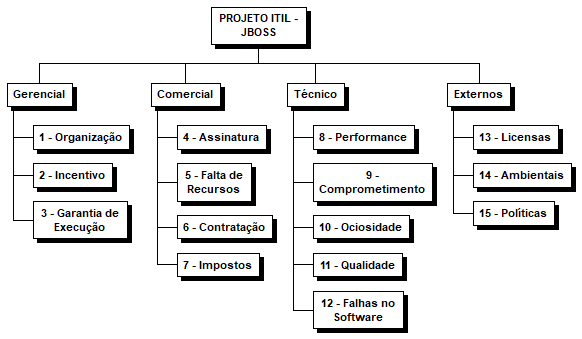 PROJETO ITIL -
JBOSS
Gerencial
1 - Organização
2 - Incentivo
3 - Garantia de
Execução
Comercial
4 - Assinatura
5 - Falta de
Recursos
6 - Contratação
7 - Impostos
Técnico
8 - Performance
9 -
Comprometimento
10 - Ociosidade
11 - Qualidade
12 - Falhas no
Software
Externos
13 - Licensas
14 - Ambientais
15 - Políticas